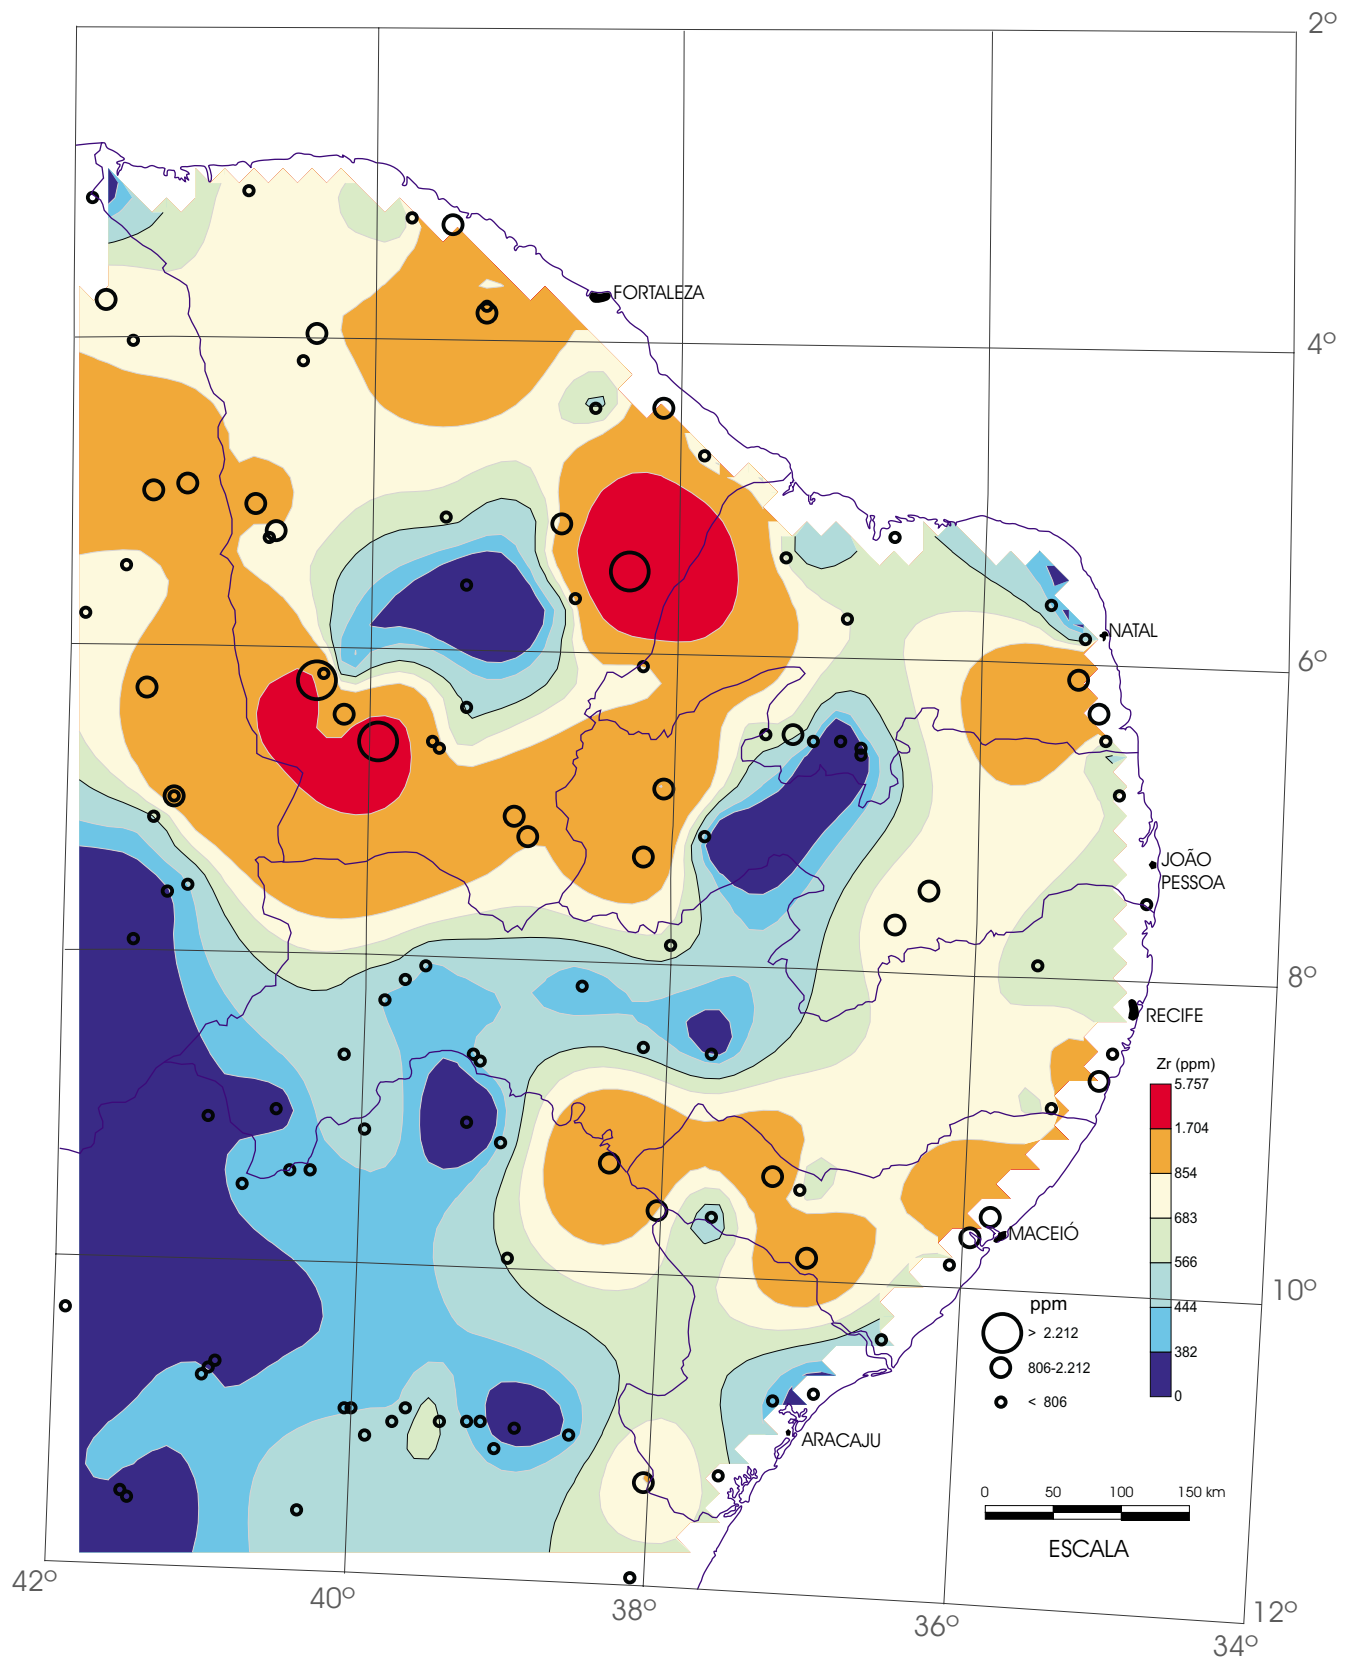 2º
FORTALEZA
4º
NATAL
6º
JOÃO
PESSOA
8º
RECIFE
Zr (ppm)
5.757
1.704
854
683
566
444
382
0
MACEIÓ
10º
ppm
> 2.212
806-2.212
< 806
ARACAJU
0 50 100 150 km
ESCALA
42º
40º
38º
36º
34º
12º